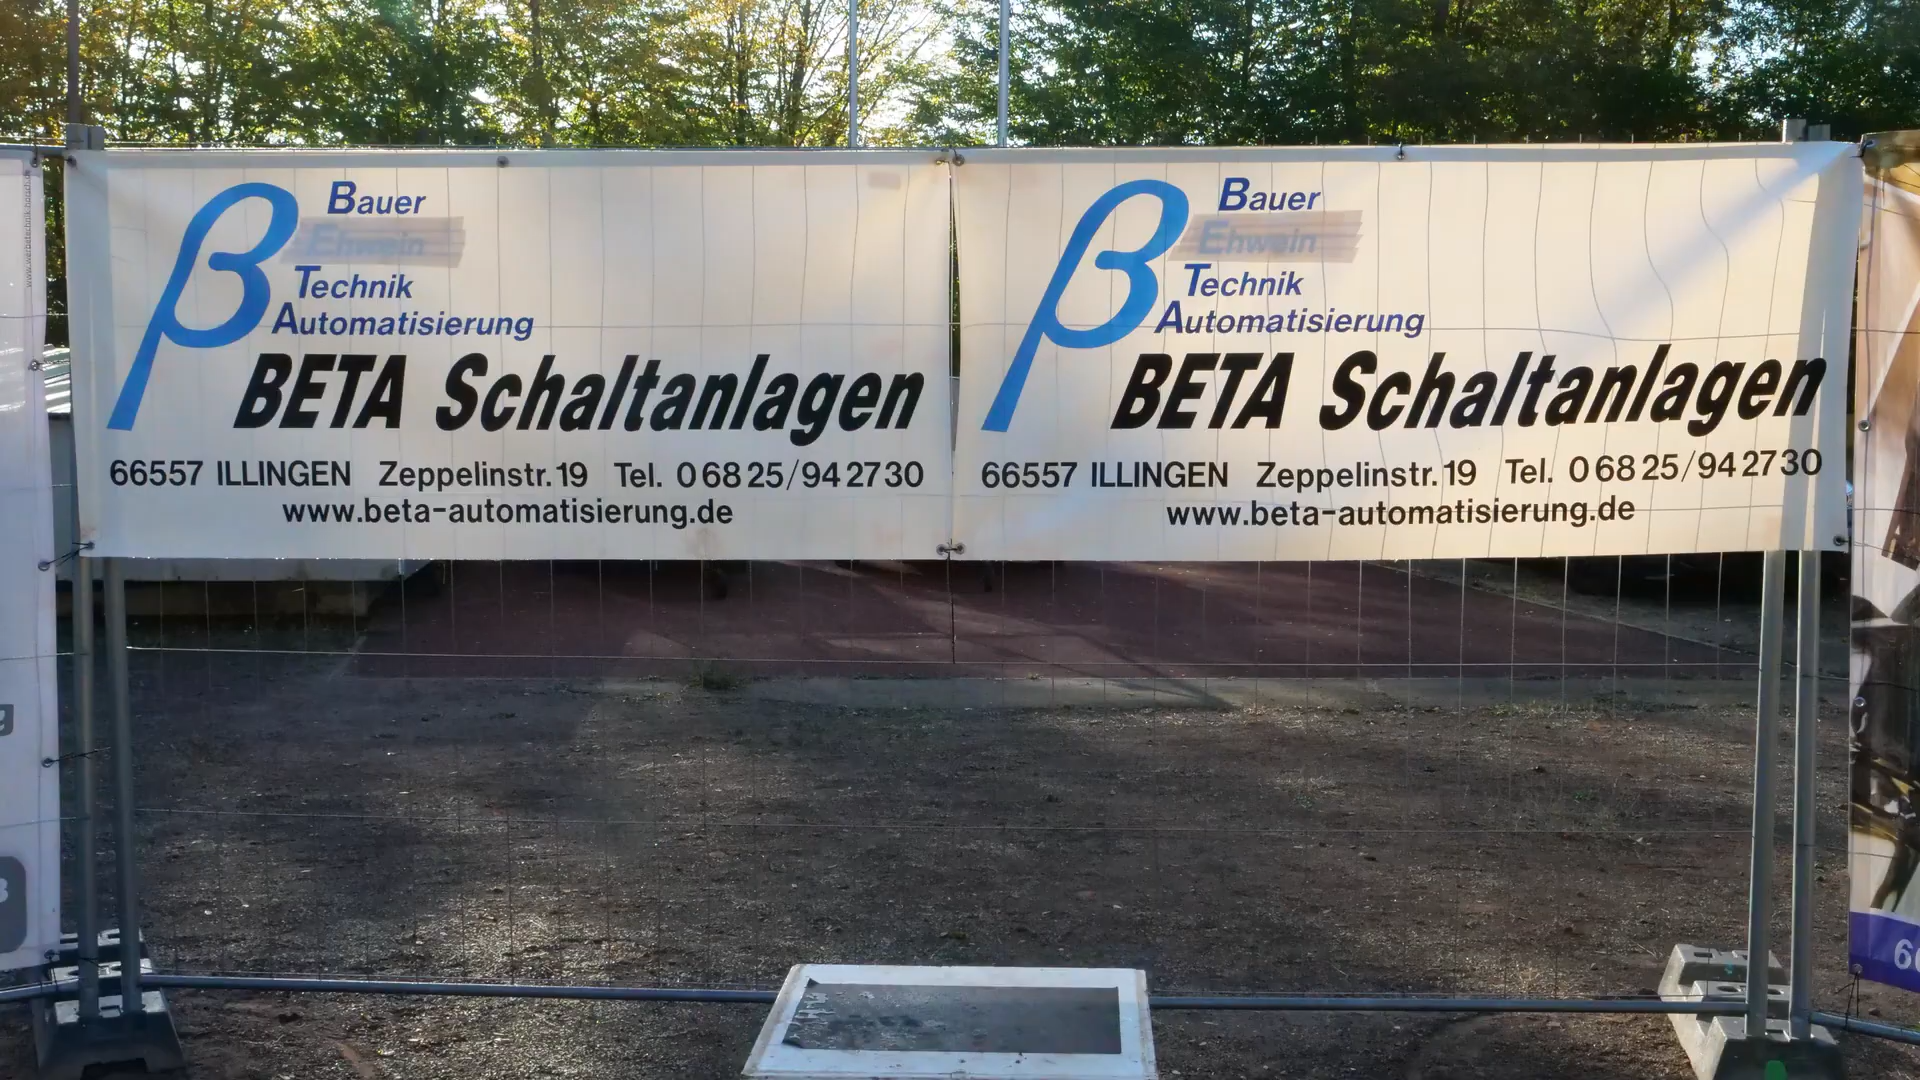 β
Bauer
Ehwein
Technik
Automatisierung
BETA Schaltanlagen
66557 ILLINGEN Zeppelinstr. 19 Tel. 06825/942730
www.beta-automatisierung.de
β
Bauer
Ehwein
Technik
Automatisierung
BETA Schaltanlagen
66557 ILLINGEN Zeppelinstr. 19 Tel. 06825/942730
www.beta-automatisierung.de